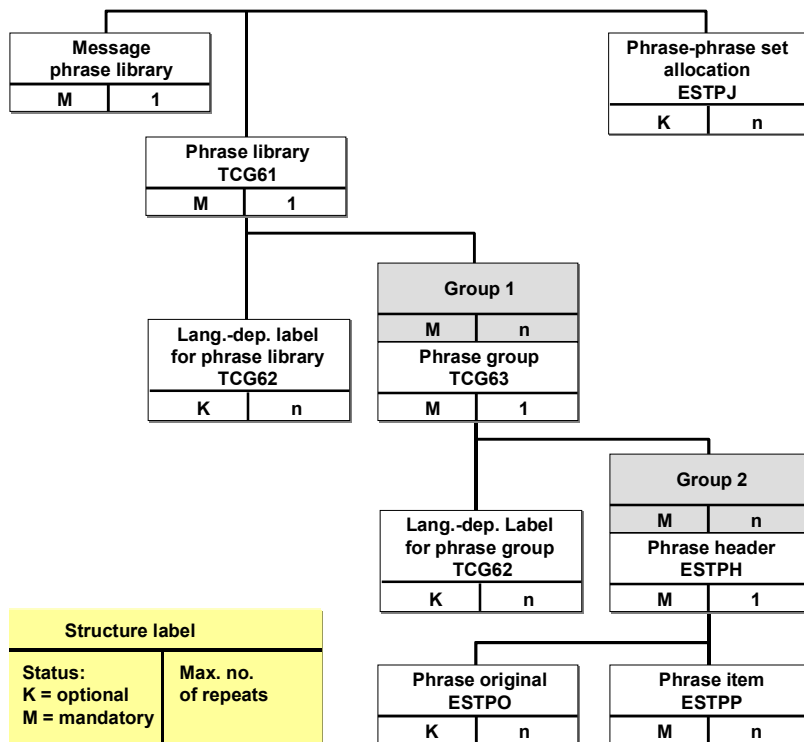 Message
phrase library
M 1
Phrase-phrase set
allocation
ESTPJ
K n
Phrase library
TCG61
M 1
Group 1
M n
Lang.-dep. label
for phrase library
TCG62
K n
Phrase group
TCG63
M 1
Group 2
M n
Lang.-dep. Label
for phrase group
TCG62
K n
Phrase header
ESTPH
M 1
Structure label
Status:
K = optional
M = mandatory
Max. no.
of repeats
Phrase original
ESTPO
K n
Phrase item
ESTPP
M n